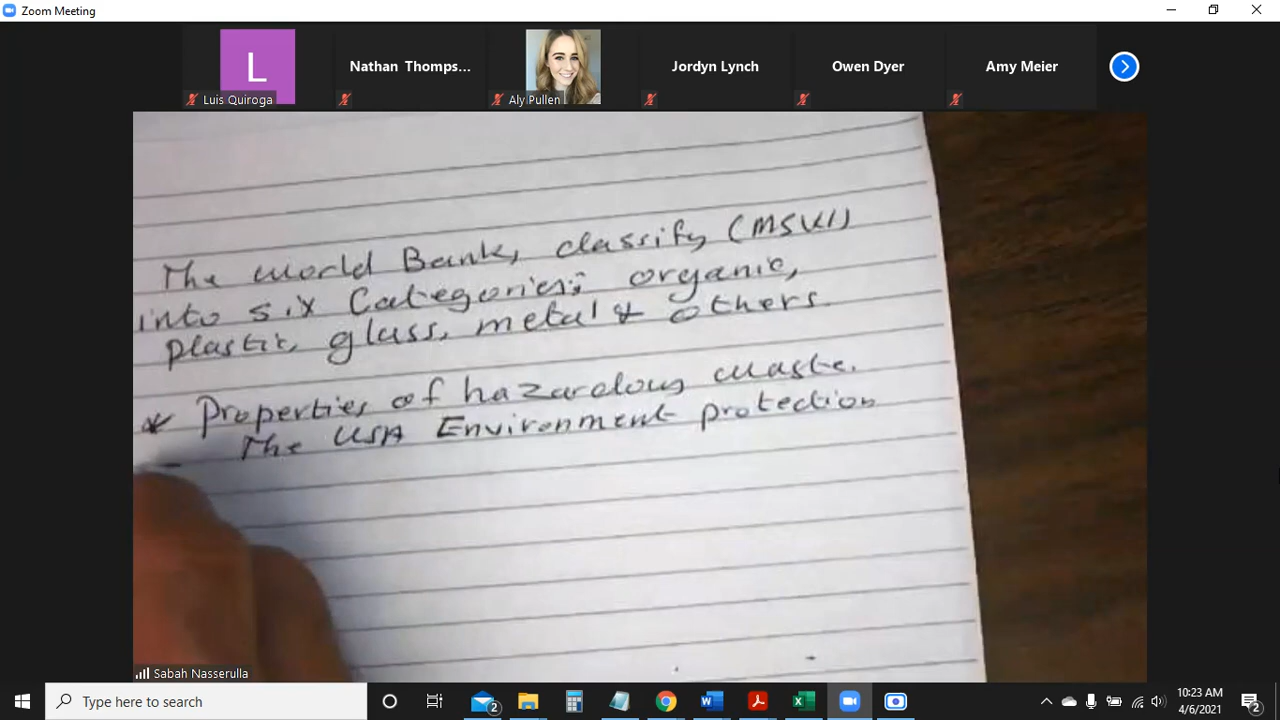 Zoom Meeting
L
Luis Quiroga
Nathan Thomps...
Aly Pullen
Jordyn Lynch
Owen Dyer
Amy Meier
The world Bank, classify (MSW)
into six Categories; organic,
plastic, glass, metal & others.
* Properties of hazardous waste.
The USA Environment protection
Sabah Nasserulla
Type here to search
2
10:23 AM
4/6/2021
2